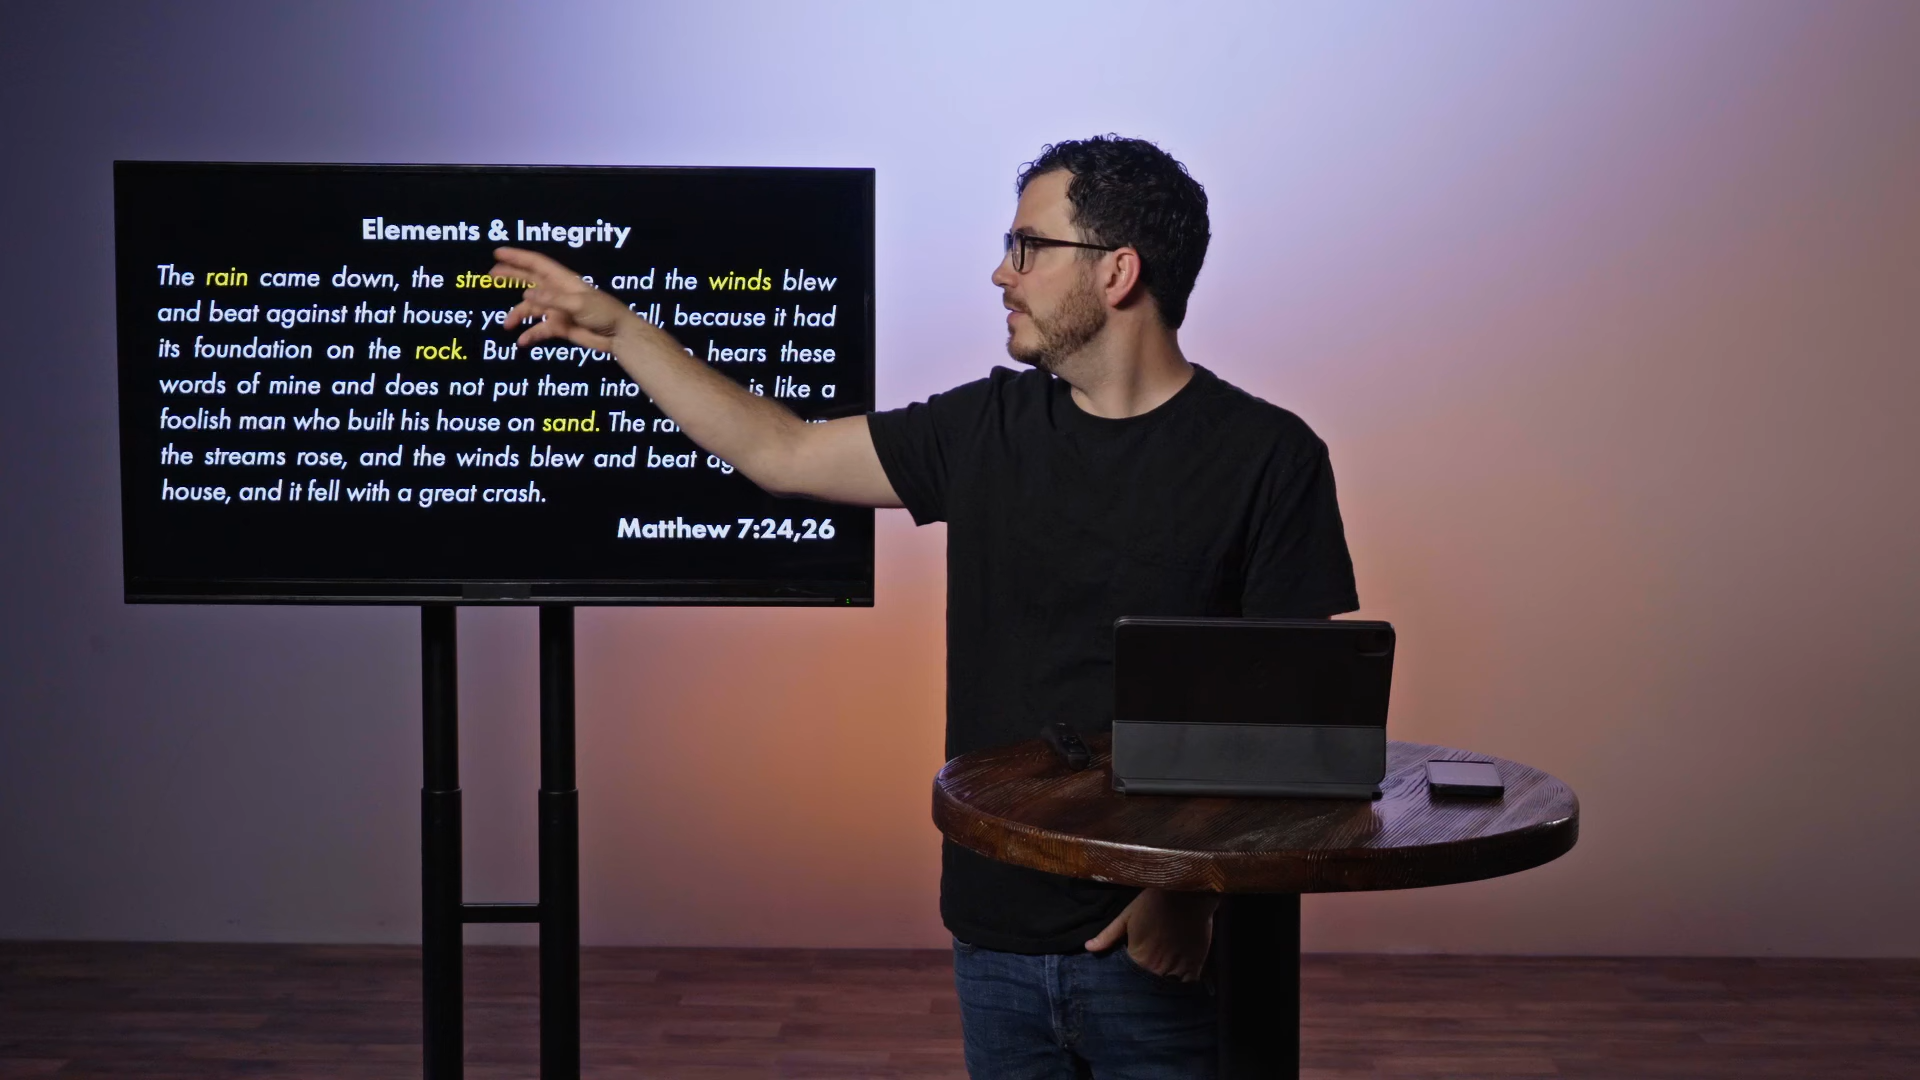 Elements & Integrity
The rain came down, the streams and the winds blew
and beat against that house; fall, because it had
its foundation on the rock. But hears these
words of mine and does not put them into is like a
foolish man who built his house on sand. The
the streams rose, and the winds blew and beat
house, and it fell with a great crash.
Matthew 7:24,26